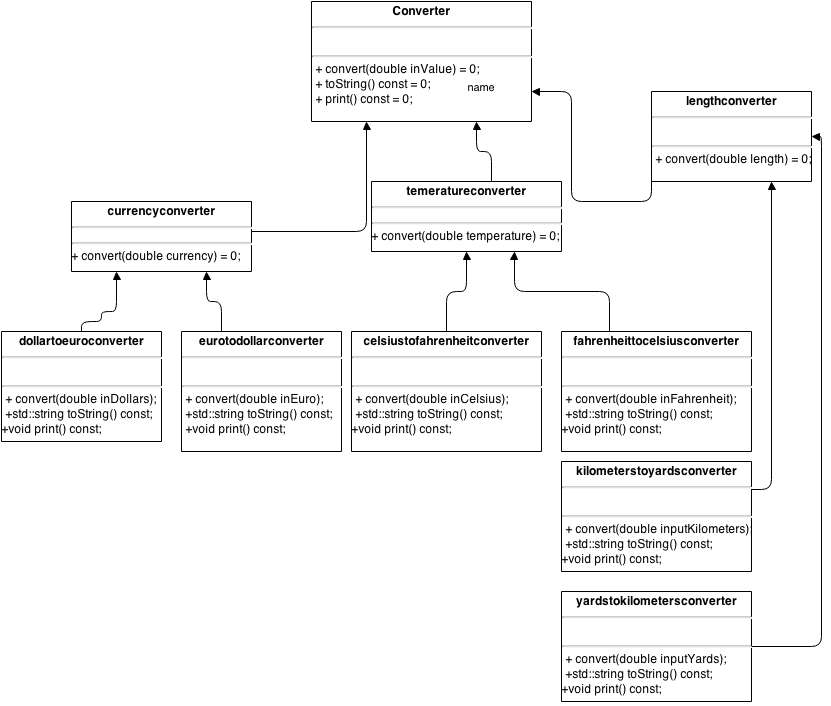 Converter
+ convert(double inValue) = 0;
+ toString() const = 0;
name
+ print() const = 0;
lengthconverter
+ convert(double length) = 0;
temeratureconverter
+ convert(double temperature) = 0;
currencyconverter
+ convert(double currency) = 0;
dollartoeuroconverter
+ convert(double inDollars);
+std::string toString() const;
+void print() const;
eurotodollarconverter
+ convert(double inEuro);
+std::string toString() const;
+void print() const;
celsiustofahrenheitconverter
+ convert(double inCelsius);
+std::string toString() const;
+void print() const;
fahrenheittocelsiusconverter
+ convert(double inFahrenheit);
+std::string toString() const;
+void print() const;
kilometerstoyardsconverter
+ convert(double inputKilometers)
+std::string toString() const;
+void print() const;
yardstokilometersconverter
+ convert(double inputYards);
+std::string toString() const;
+void print() const;